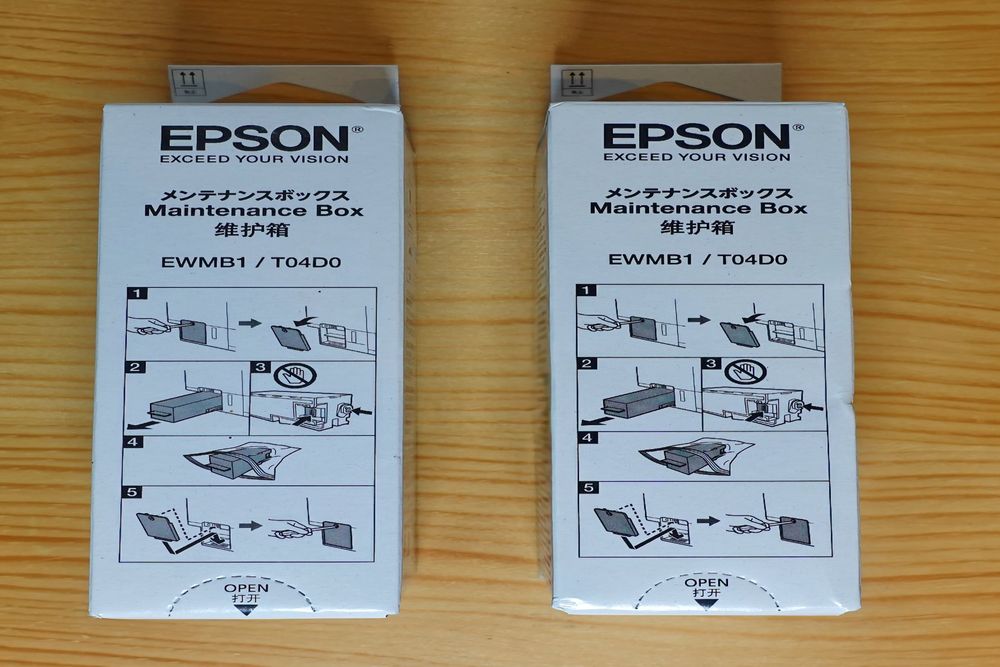 EPSON®
EXCEED YOUR VISION
メンテナンスボックス
Maintenance Box
维护箱
EWMB1 / T04D0
1
2
3
4
5
OPEN
打开
EPSON®
EXCEED YOUR VISION
メンテナンスボックス
Maintenance Box
维护箱
EWMB1 / T04D0
1
2
3
4
5
OPEN
打开